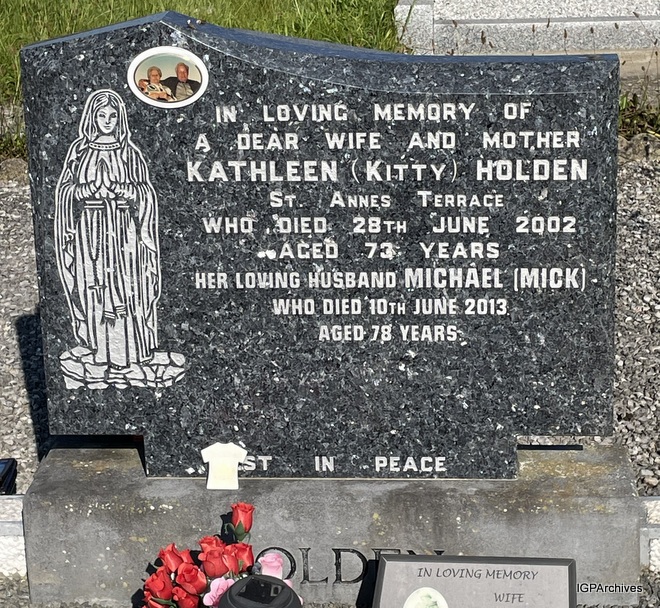 IN LOVING MEMORY OF
A DEAR WIFE AND MOTHER
KATHLEEN (KITTY) HOLDEN
ST. ANNES TERRACE
WHO DIED 28TH JUNE 2002
AGED 73 YEARS
HER LOVING HUSBAND MICHAEL (MICK)
WHO DIED 10TH JUNE 2013
AGED 78 YEARS
IN PEACE
IN LOVING MEMORY
WIFE
IGPArchives